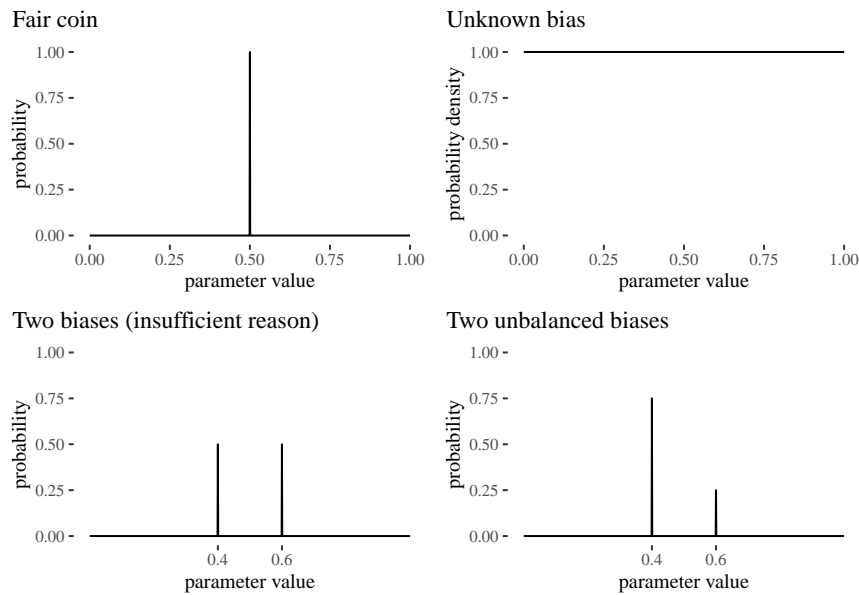 Fair coin
1.00
0.75
0.50
0.25
0.00
probability
0.00 0.25 0.50 0.75 1.00
parameter value
Unknown bias
1.00
0.75
0.50
0.25
0.00
probability density
0.00 0.25 0.50 0.75 1.00
parameter value
Two biases (insufficient reason)
1.00
0.75
0.50
0.25
0.00
probability
0.4 0.6
parameter value
Two unbalanced biases
1.00
0.75
0.50
0.25
0.00
probability
0.4 0.6
parameter value